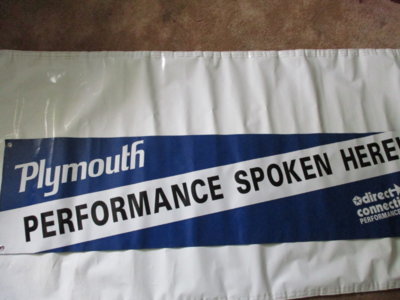 Plymouth
PERFORMANCE SPOKEN HERE!
direct
connecti
PERFORMANCE